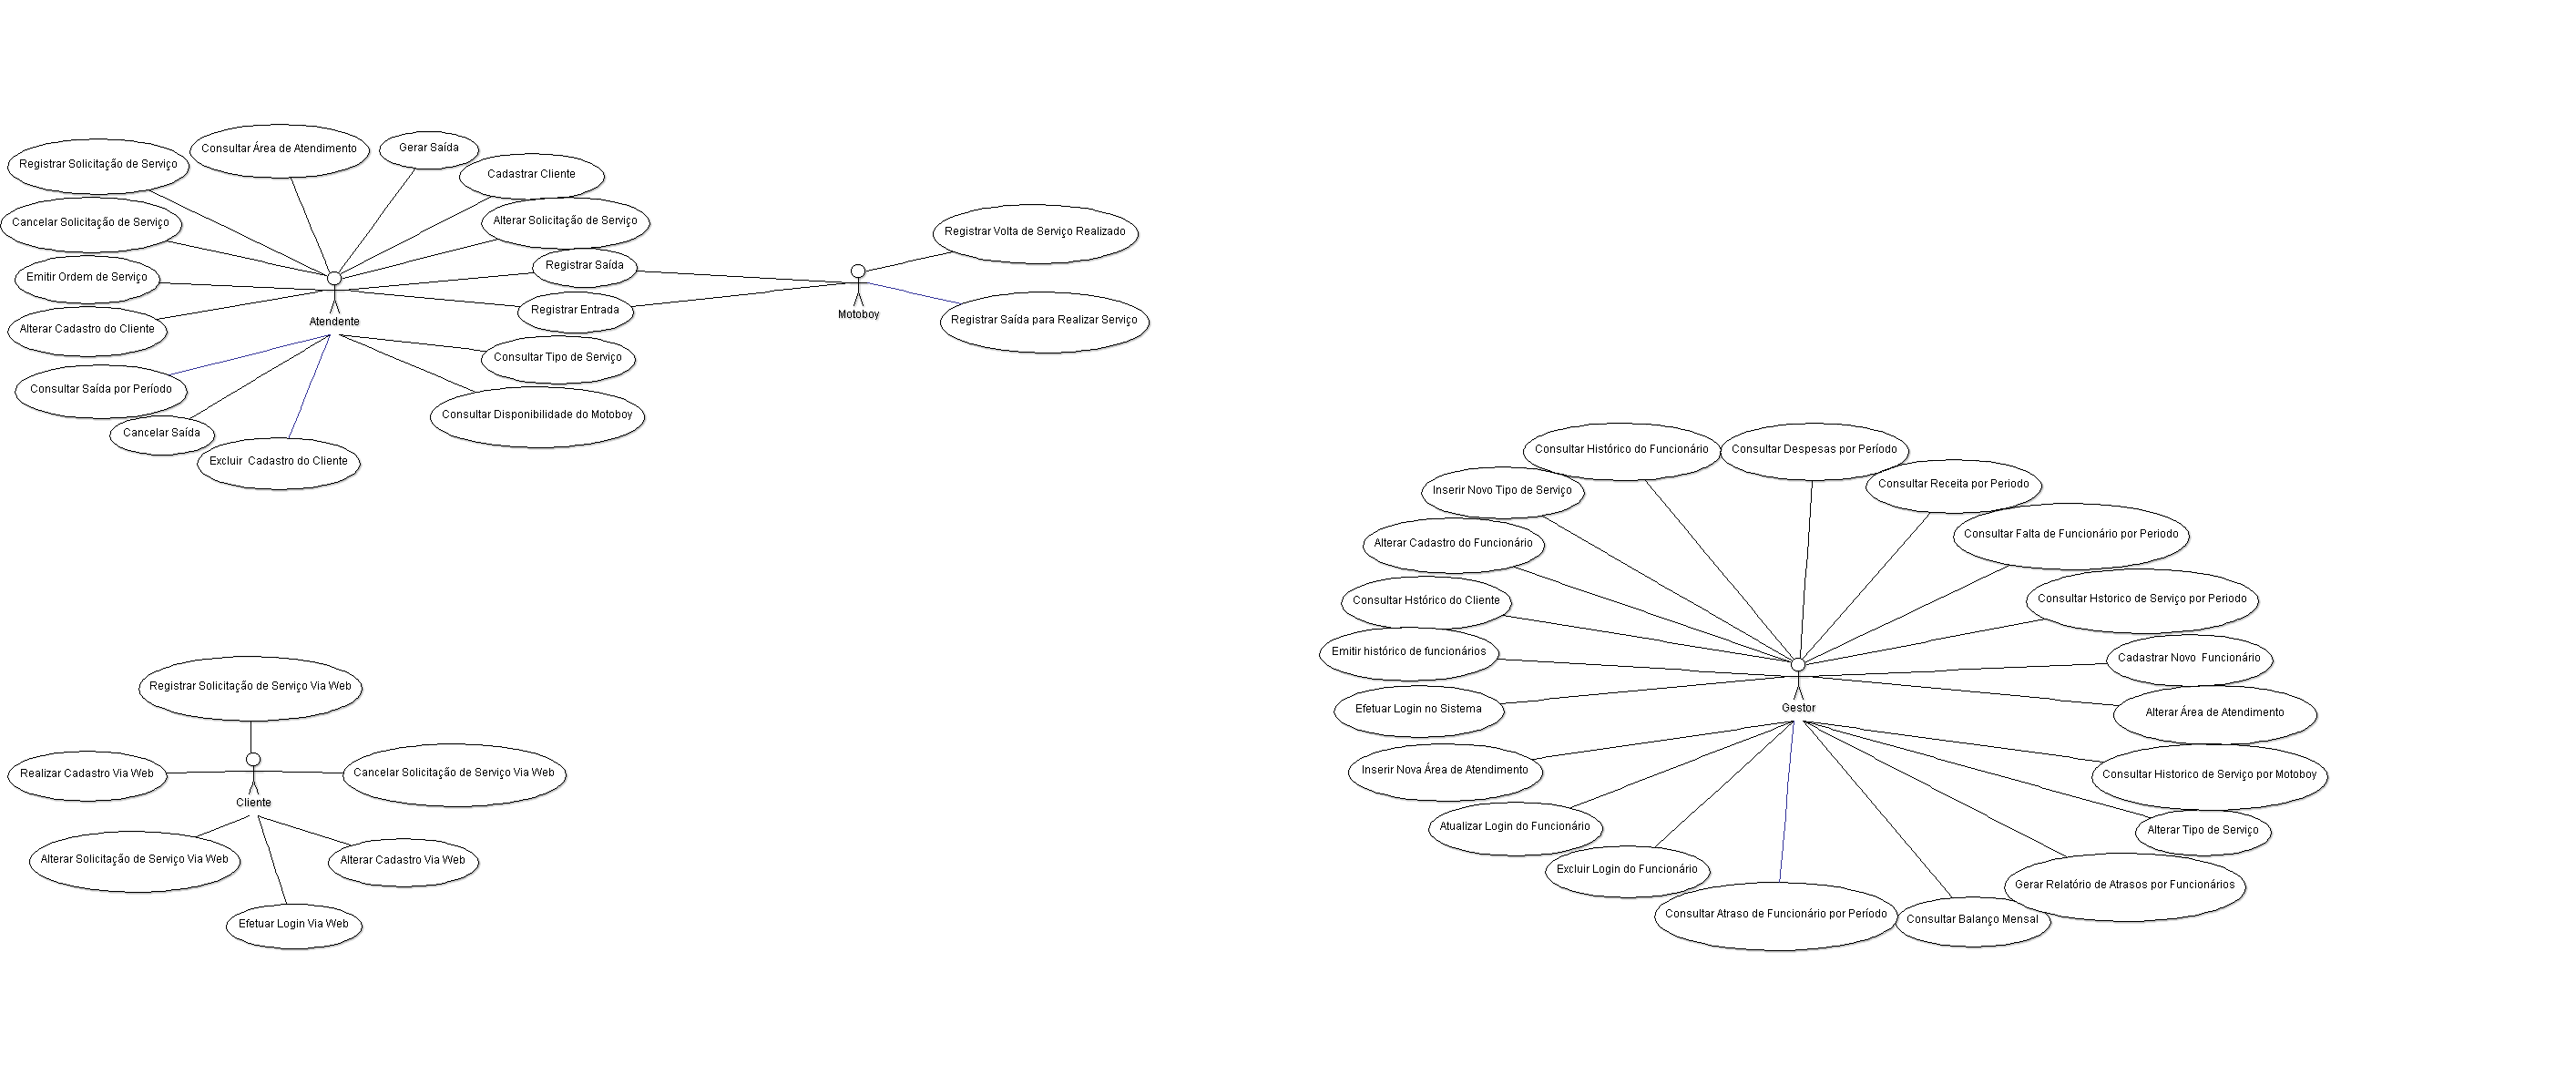 Registrar Solicitação de Serviço
Consultar Área de Atendimento
Gerar Saída
Cadastrar Cliente
Cancelar Solicitação de Serviço
Alterar Solicitação de Serviço
Emitir Ordem de Serviço
Registrar Saída
Registrar Entrada
Atendente
Alterar Cadastro do Cliente
Consultar Tipo de Serviço
Consultar Saída por Período
Consultar Disponibilidade do Motoboy
Cancelar Saída
Excluir  Cadastro do Cliente
Registrar Volta de Serviço Realizado
Motoboy
Registrar Saída para Realizar Serviço
Consultar Histórico do Funcionário
Consultar Despesas por Período
Inserir Novo Tipo de Serviço
Consultar Receita por Periodo
Alterar Cadastro do Funcionário
Consultar Falta de Funcionário por Periodo
Consultar Hstórico do Cliente
Consultar Hstorico de Serviço por Periodo
Emitir histórico de funcionários
Cadastrar Novo  Funcionário
Efetuar Login no Sistema
Gestor
Alterar Área de Atendimento
Inserir Nova Área de Atendimento
Consultar Historico de Serviço por Motoboy
Atualizar Login do Funcionário
Alterar Tipo de Serviço
Excluir Login do Funcionário
Gerar Relatório de Atrasos por Funcionários
Consultar Atraso de Funcionário por Período
Consultar Balanço Mensal
Registrar Solicitação de Serviço Via Web
Realizar Cadastro Via Web
Cancelar Solicitação de Serviço Via Web
Cliente
Alterar Solicitação de Serviço Via Web
Alterar Cadastro Via Web
Efetuar Login Via Web